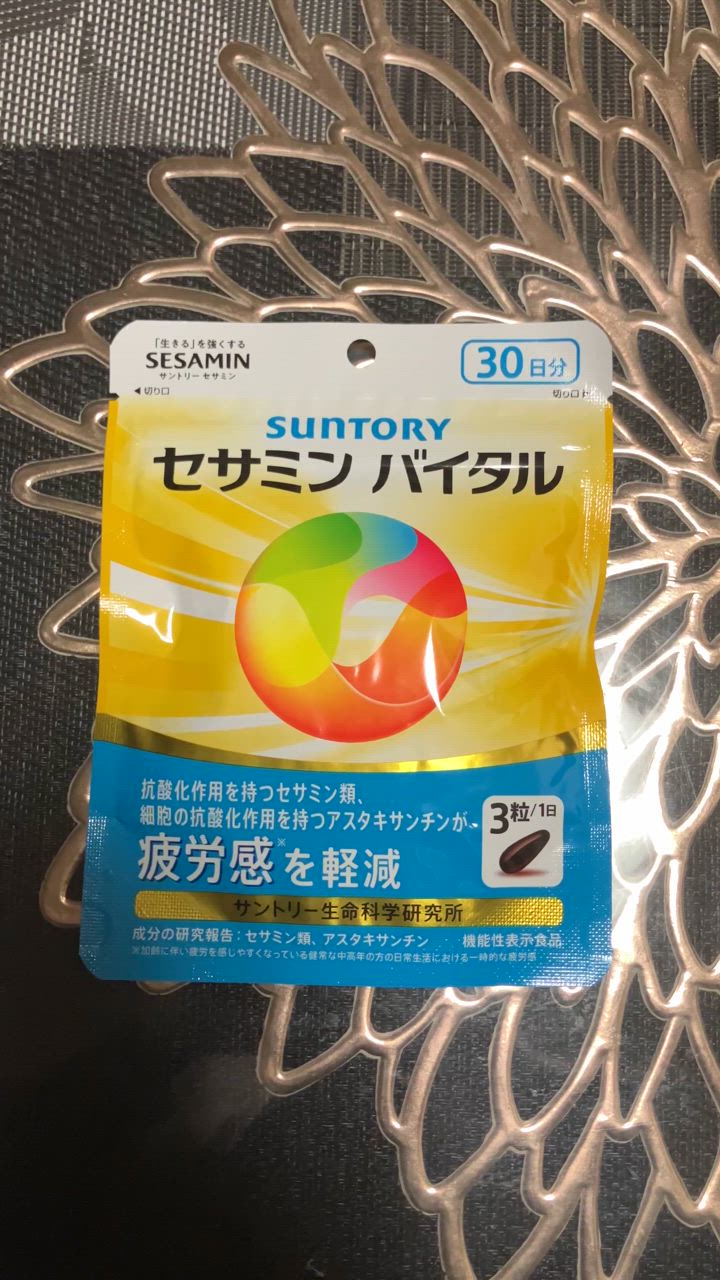 「生きる」を強くする
SESAMIN
サントリー セサミン
◀切り口
30日分
切り口▶
SUNTORY
セサミン バイタル
抗酸化作用を持つセサミン類、
細胞の抗酸化作用を持つアスタキサンチンが、
疲労感※を軽減
3粒/1日
サントリー生命科学研究所
成分の研究報告:セサミン類、アスタキサンチン
機能性表示食品
※加齢に伴い疲労を感じやすくなっている健常な中高年の方の日常生活における一時的な疲労感